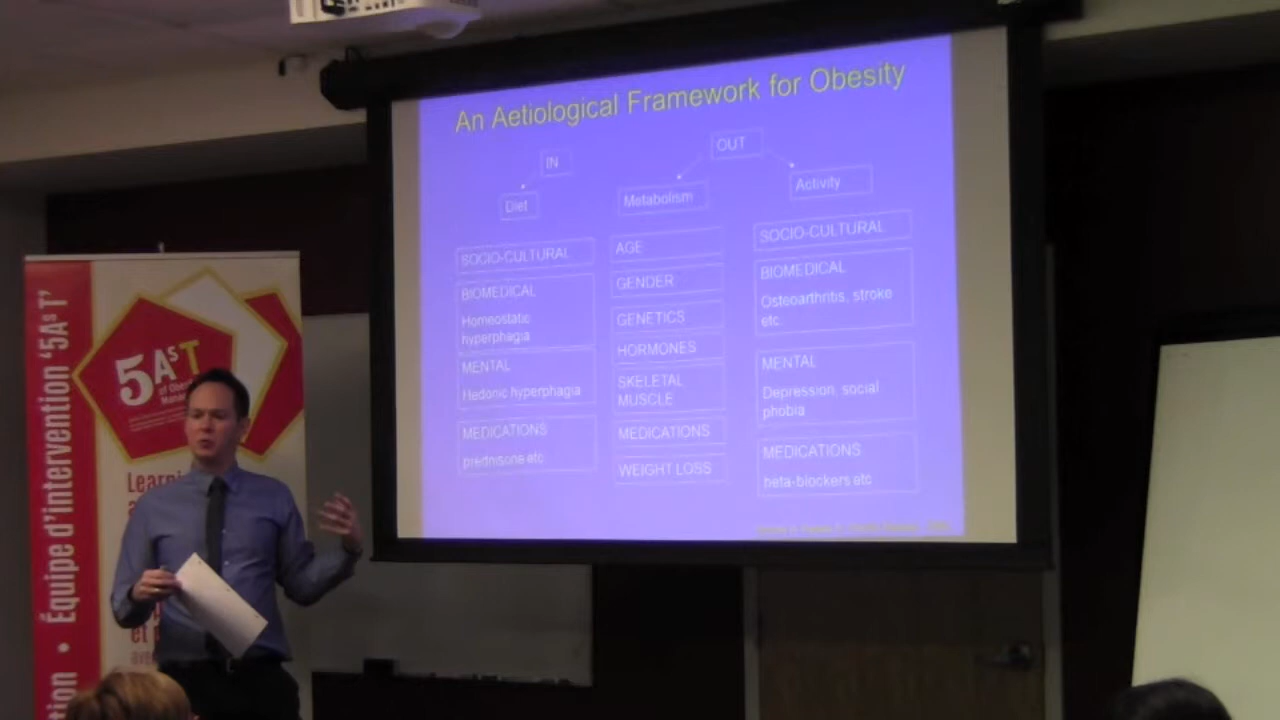 An Aetiological Framework for Obesity
IN
OUT
Diet
Metabolism
Activity
SOCIO-CULTURAL
BIOMEDICAL
Homeostatic
hyperphagia
MENTAL
Hedonic hyperphagia
MEDICATIONS
prednisone etc
AGE
GENDER
GENETICS
HORMONES
SKELETAL
MUSCLE
MEDICATIONS
WEIGHT LOSS
SOCIO-CULTURAL
BIOMEDICAL
Osteoarthritis, stroke
etc.
MENTAL
Depression, social
phobia
MEDICATIONS
beta-blockers etc
Équipe d'intervention '5AsT'
5AsT
of